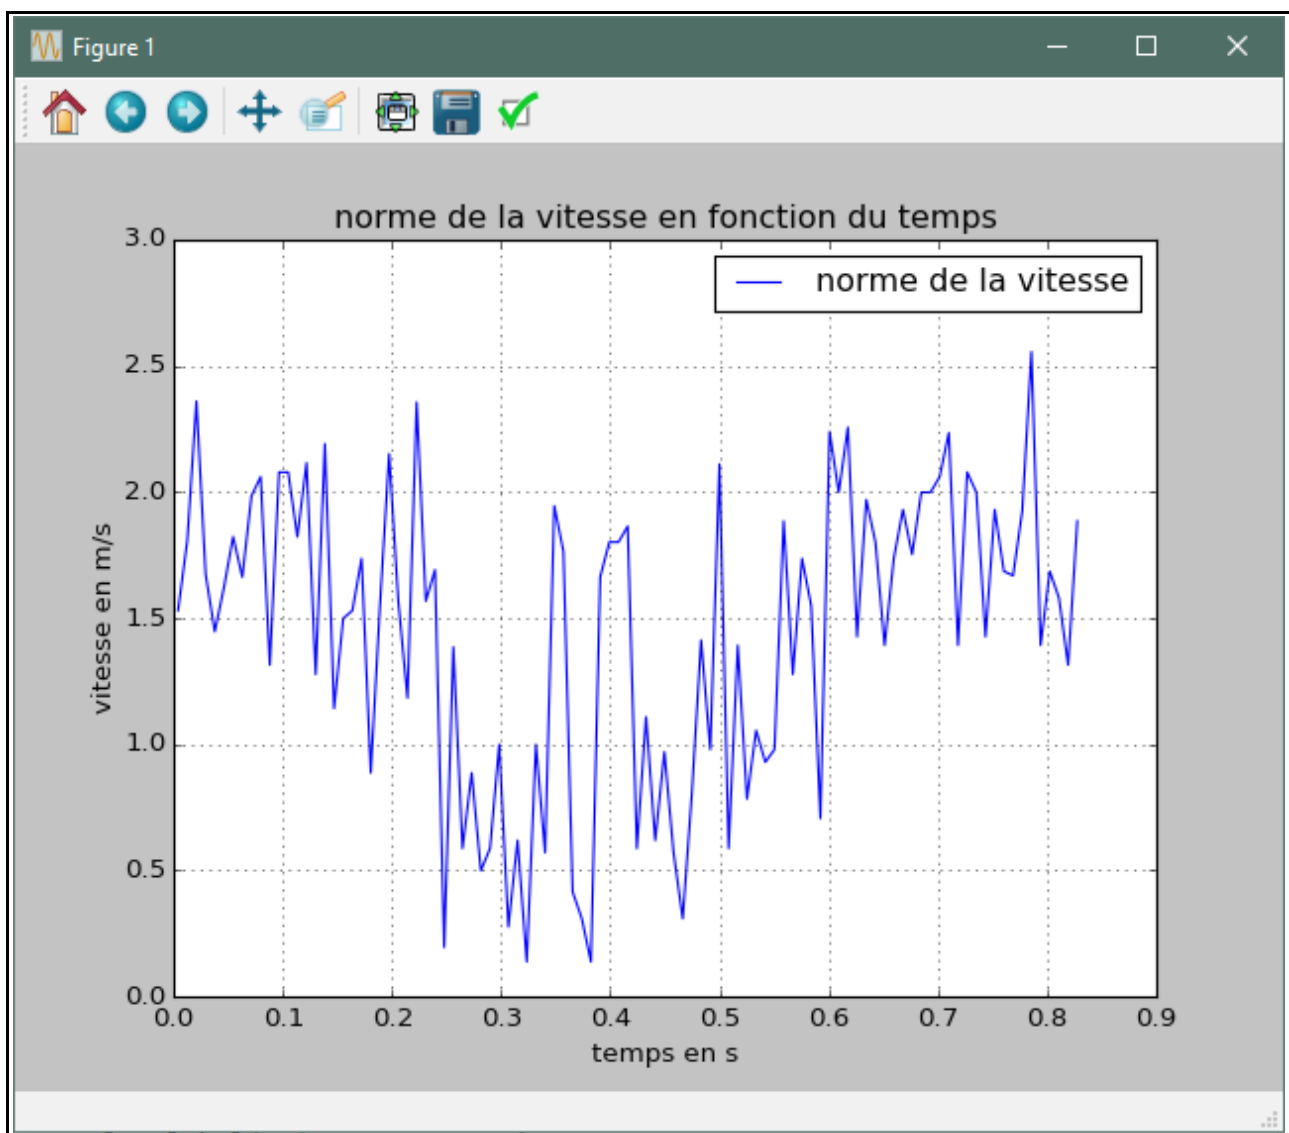 Figure 1
norme de la vitesse en fonction du temps
norme de la vitesse
3.0
2.5
2.0
1.5
1.0
0.5
0.0
vitesse en m/s
0.0 0.1 0.2 0.3 0.4 0.5 0.6 0.7 0.8 0.9
temps en s